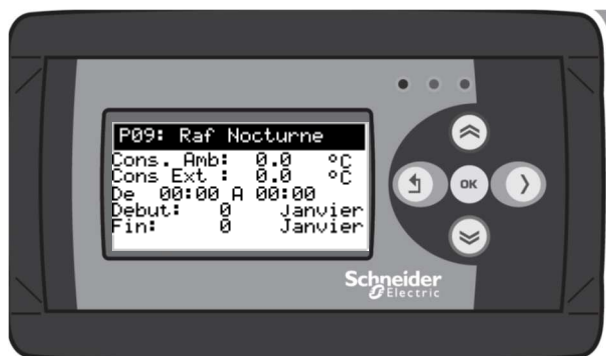 P09: Raf Nocturne
Cons. Amb: 0.0 °C
Cons Ext : 0.0 °C
De 00:00 A 00:00
Debut: 0 Janvier
Fin: 0 Janvier
OK
Schneider
Electric